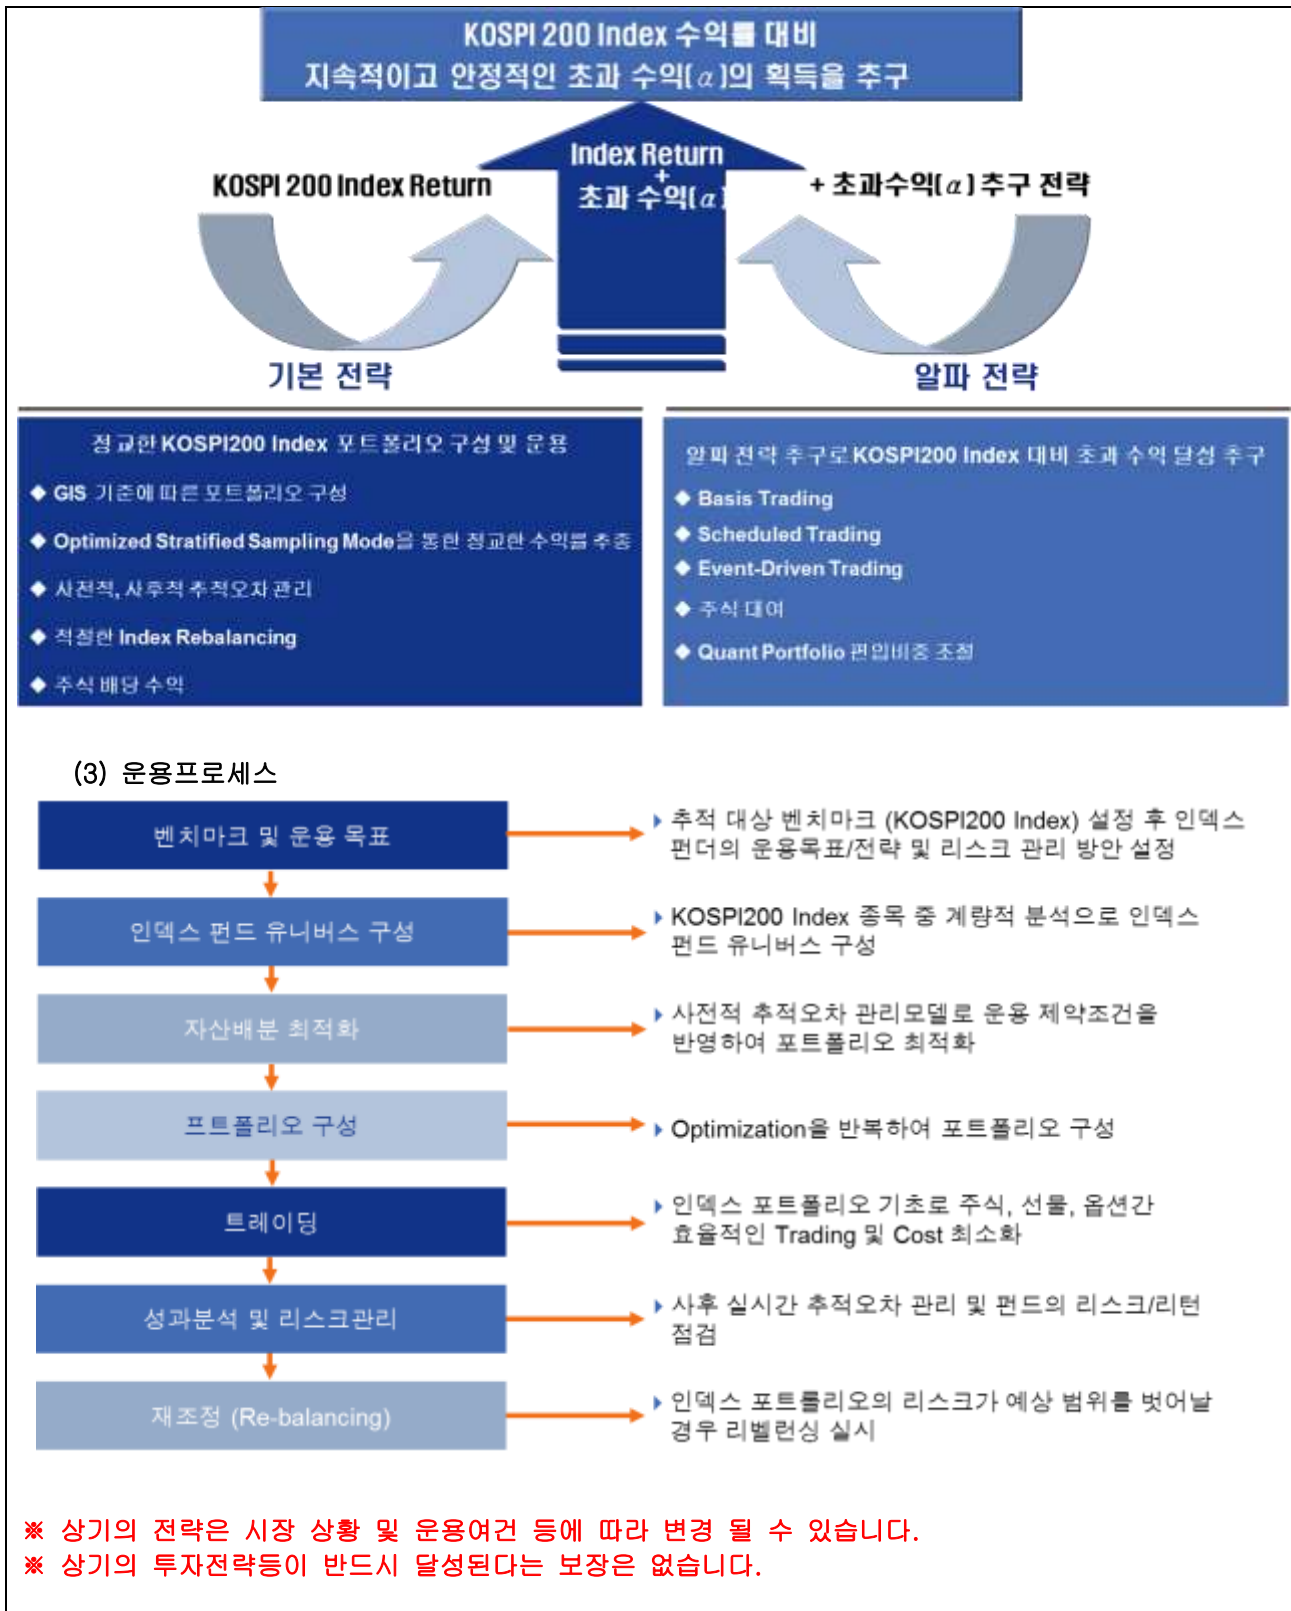 KOSPI 200 Index 수익률 대비
지속적이고 안정적인 초과 수익(α)의 획득을 추구
Index Return
+
초과 수익(α)
KOSPI 200 Index Return
+ 초과수익(α) 추구 전략
기본 전략
알파 전략
정교한 KOSPI200 Index 포트폴리오 구성 및 운용
◆ GIS 기준에 따른 포트폴리오 구성
◆ Optimized Stratified Sampling Mode을 통한 정교한 수익률 추종
◆ 사전적, 사후적 추적오차 관리
◆ 적절한 Index Rebalancing
◆ 주식 배당 수익
알파 전략 추구로 KOSPI200 Index 대비 초과 수익 달성 추구
◆ Basis Trading
◆ Scheduled Trading
◆ Event-Driven Trading
◆ 주식 대여
◆ Quant Portfolio 편입비중 조절
(3) 운용프로세스
벤치마크 및 운용 목표
추적 대상 벤치마크 (KOSPI200 Index) 설정 후 인덱스
펀더의 운용목표/전략 및 리스크 관리 방안 설정
인덱스 펀드 유니버스 구성
KOSPI200 Index 종목 중 계량적 분석으로 인덱스
펀드 유니버스 구성
자산배분 최적화
사전적 추적오차 관리모델로 운용 제약조건을
반영하여 포트폴리오 최적화
프트폴리오 구성
Optimization을 반복하여 포트폴리오 구성
트레이딩
인덱스 포트폴리오 기초로 주식, 선물, 옵션간
효율적인 Trading 및 Cost 최소화
성과분석 및 리스크관리
사후 실시간 추적오차 관리 및 펀드의 리스크/리턴
점검
재조정 (Re-balancing)
인덱스 포트롤리오의 리스크가 예상 범위를 벗어날
경우 리벨런싱 실시
※ 상기의 전략은 시장 상황 및 운용여건 등에 따라 변경 될 수 있습니다.
※ 상기의 투자전략등이 반드시 달성된다는 보장은 없습니다.